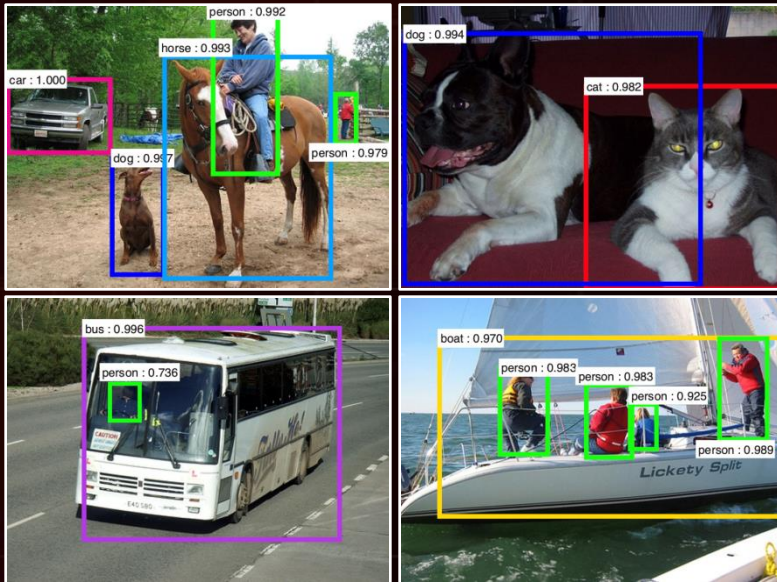 person : 0.992
horse : 0.993
car : 1.000
person : 0.979
dog : 0.997
dog : 0.994
cat : 0.982
bus : 0.996
person : 0.736
CAUTION
boat : 0.970
person : 0.983
person : 0.983
person : 0.925
person : 0.989
Lickety Split